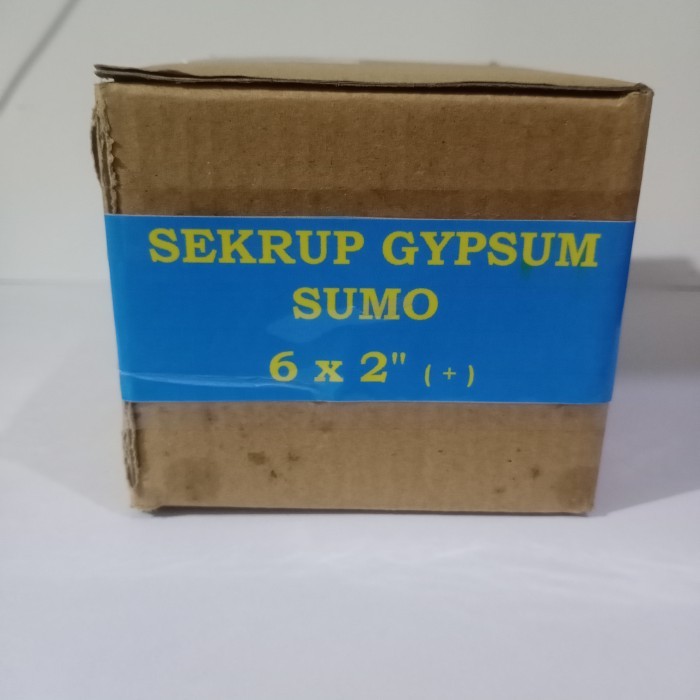 SEKRUP GYPSUM
SUMO
6 x 2" ( + )